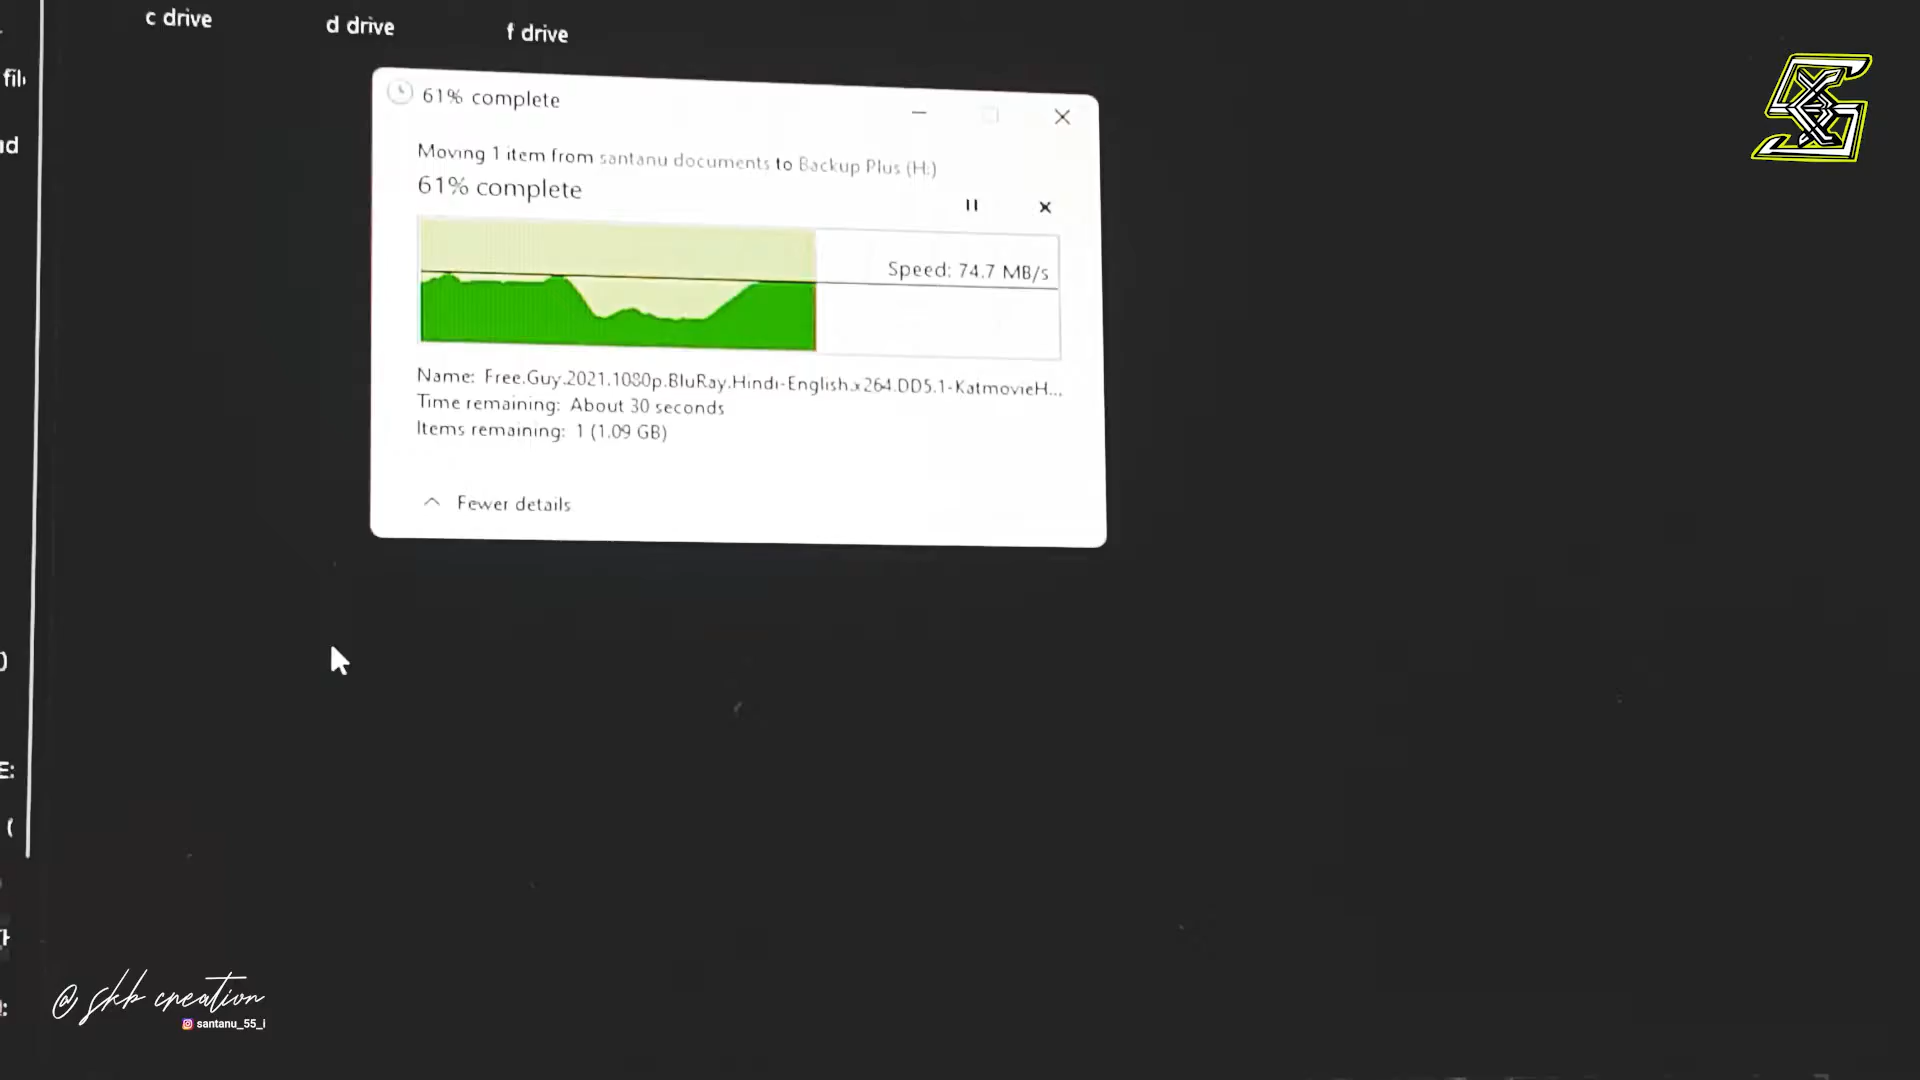 c drive
d drive
f drive
61% complete
Moving 1 item from santanu documents to Backup Plus (H:)
61% complete
Speed: 74.7 MB/s
Name: Free.Guy.2021.1080p.BluRay.Hindi-English.x264.DD5.1-KatmovieH...
Time remaining: About 30 seconds
Items remaining: 1 (1.09 GB)
Fewer details
E:
@ skb creation
santanu_55_l